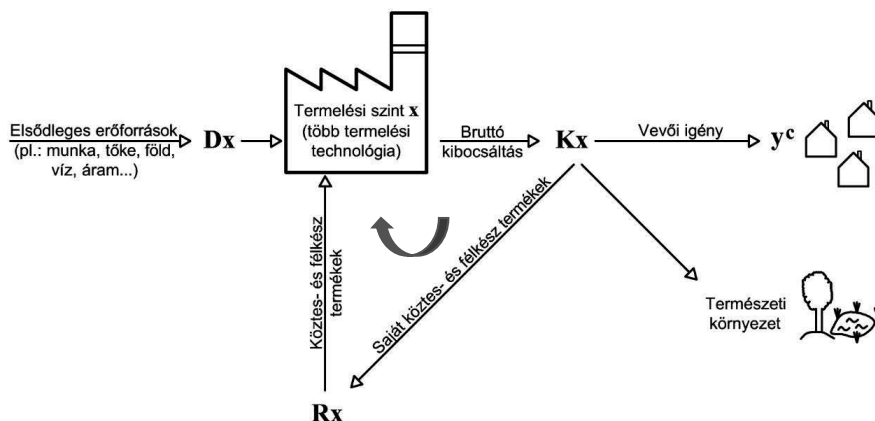 Elsődleges erőforrások
(pl.: munka, tőke, föld,
víz, áram...)
Dx
Termelési szint x
(több termelési
technológia)
Bruttó
kibocsáltás
Kx
Vevői igény
yᶜ
Köztes- és félkész
termékek
Saját köztes- és félkész termékek
Természeti
környezet
Rx